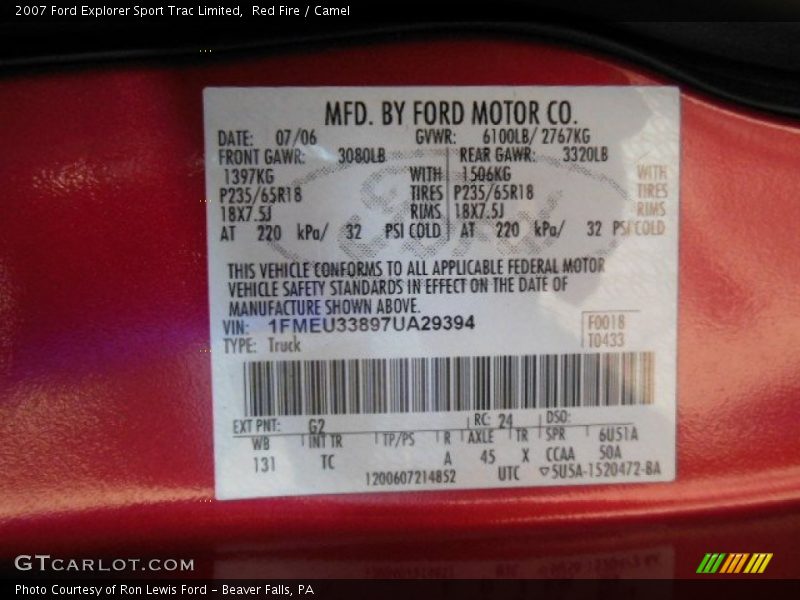 2007 Ford Explorer Sport Trac Limited,  Red Fire / Camel
MFD. BY FORD MOTOR CO.
DATE: 07/06 GVWR: 6100LB/ 2767KG
FRONT GAWR: 3080LB REAR GAWR: 3320LB
1397KG WITH 1506KG WITH
P235/65R18 TIRES P235/65R18 TIRES
18X7.5J RIMS 18X7.5J RIMS
AT 220 kPa/ 32 PSI COLD AT 220 kPa/ 32 PSI COLD
THIS VEHICLE CONFORMS TO ALL APPLICABLE FEDERAL MOTOR
VEHICLE SAFETY STANDARDS IN EFFECT ON THE DATE OF
MANUFACTURE SHOWN ABOVE.
VIN: 1FMEU33897UA29394 F0018
TYPE: Truck T0433
EXT PNT: G2 RC: 24 DSO:
WB INT TR TP/PS R AXLE TR SPR 6U51A
131 TC A 45 X CCAA 50A
1200607214852 UTC ▽5U5A-1520472-BA
GTCARLOT.COM
Photo Courtesy of Ron Lewis Ford - Beaver Falls, PA